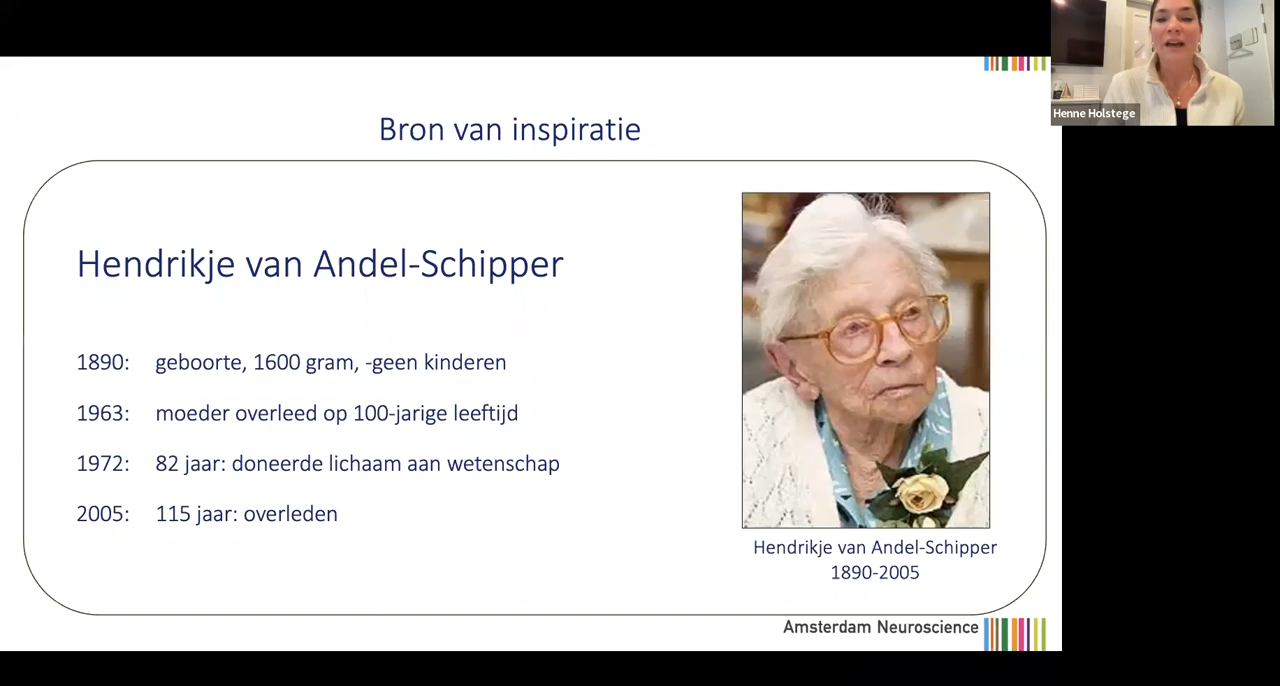 Henne Holstege
Bron van inspiratie
Hendrikje van Andel-Schipper
1890: geboorte, 1600 gram, -geen kinderen
1963: moeder overleed op 100-jarige leeftijd
1972: 82 jaar: doneerde lichaam aan wetenschap
2005: 115 jaar: overleden
Hendrikje van Andel-Schipper
1890-2005
Amsterdam Neuroscience